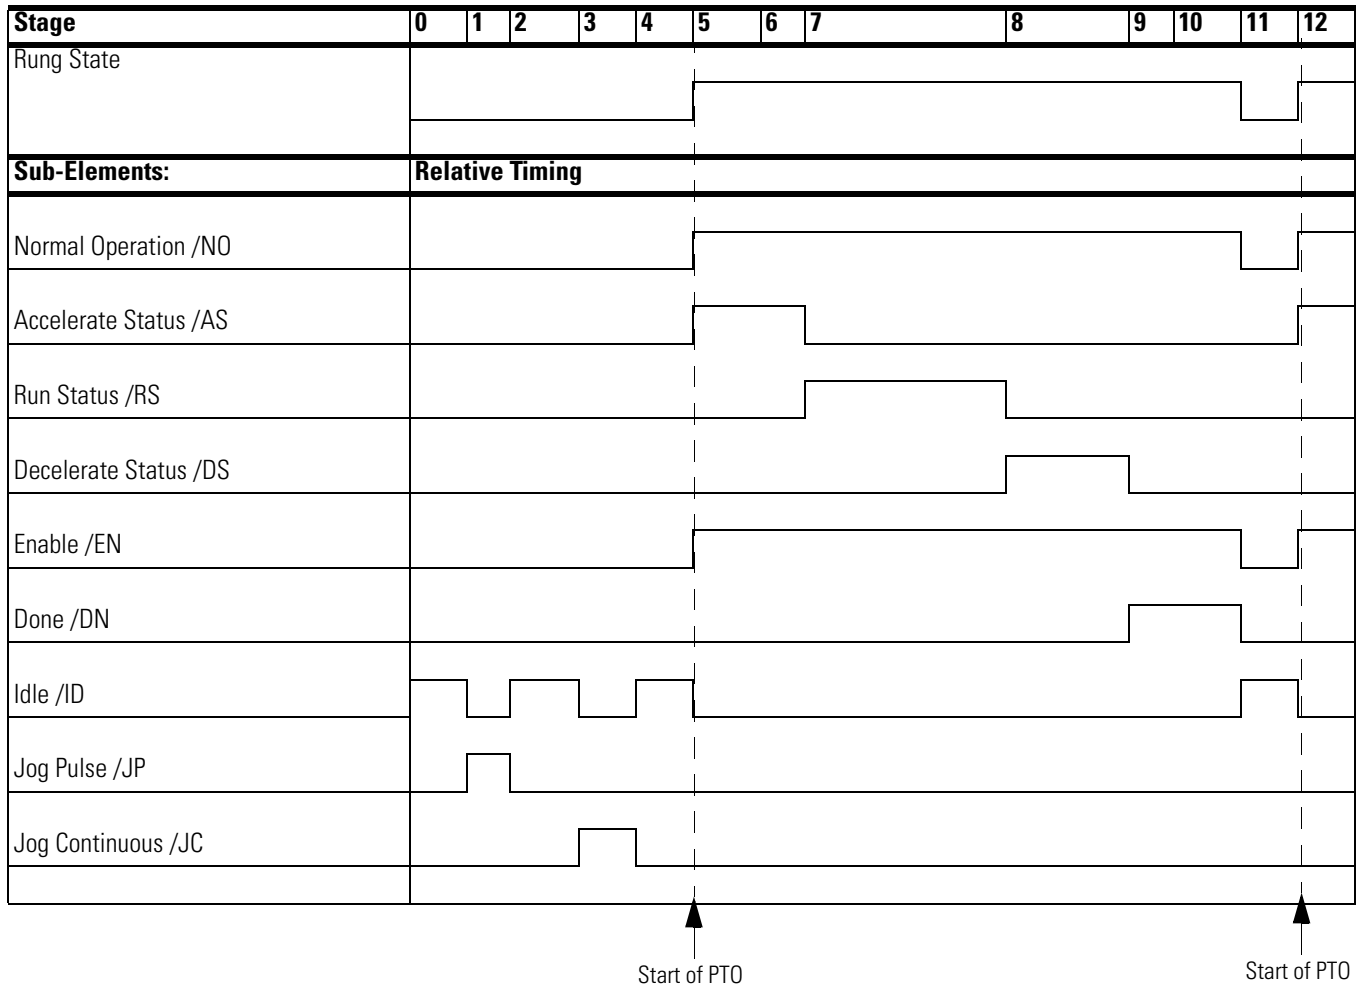 Stage 0 1 2 3 4 5 6 7 8 9 10 11 12
Rung State
Sub-Elements: Relative Timing
Normal Operation /NO
Accelerate Status /AS
Run Status /RS
Decelerate Status /DS
Enable /EN
Done /DN
Idle /ID
Jog Pulse /JP
Jog Continuous /JC
Start of PTO Start of PTO